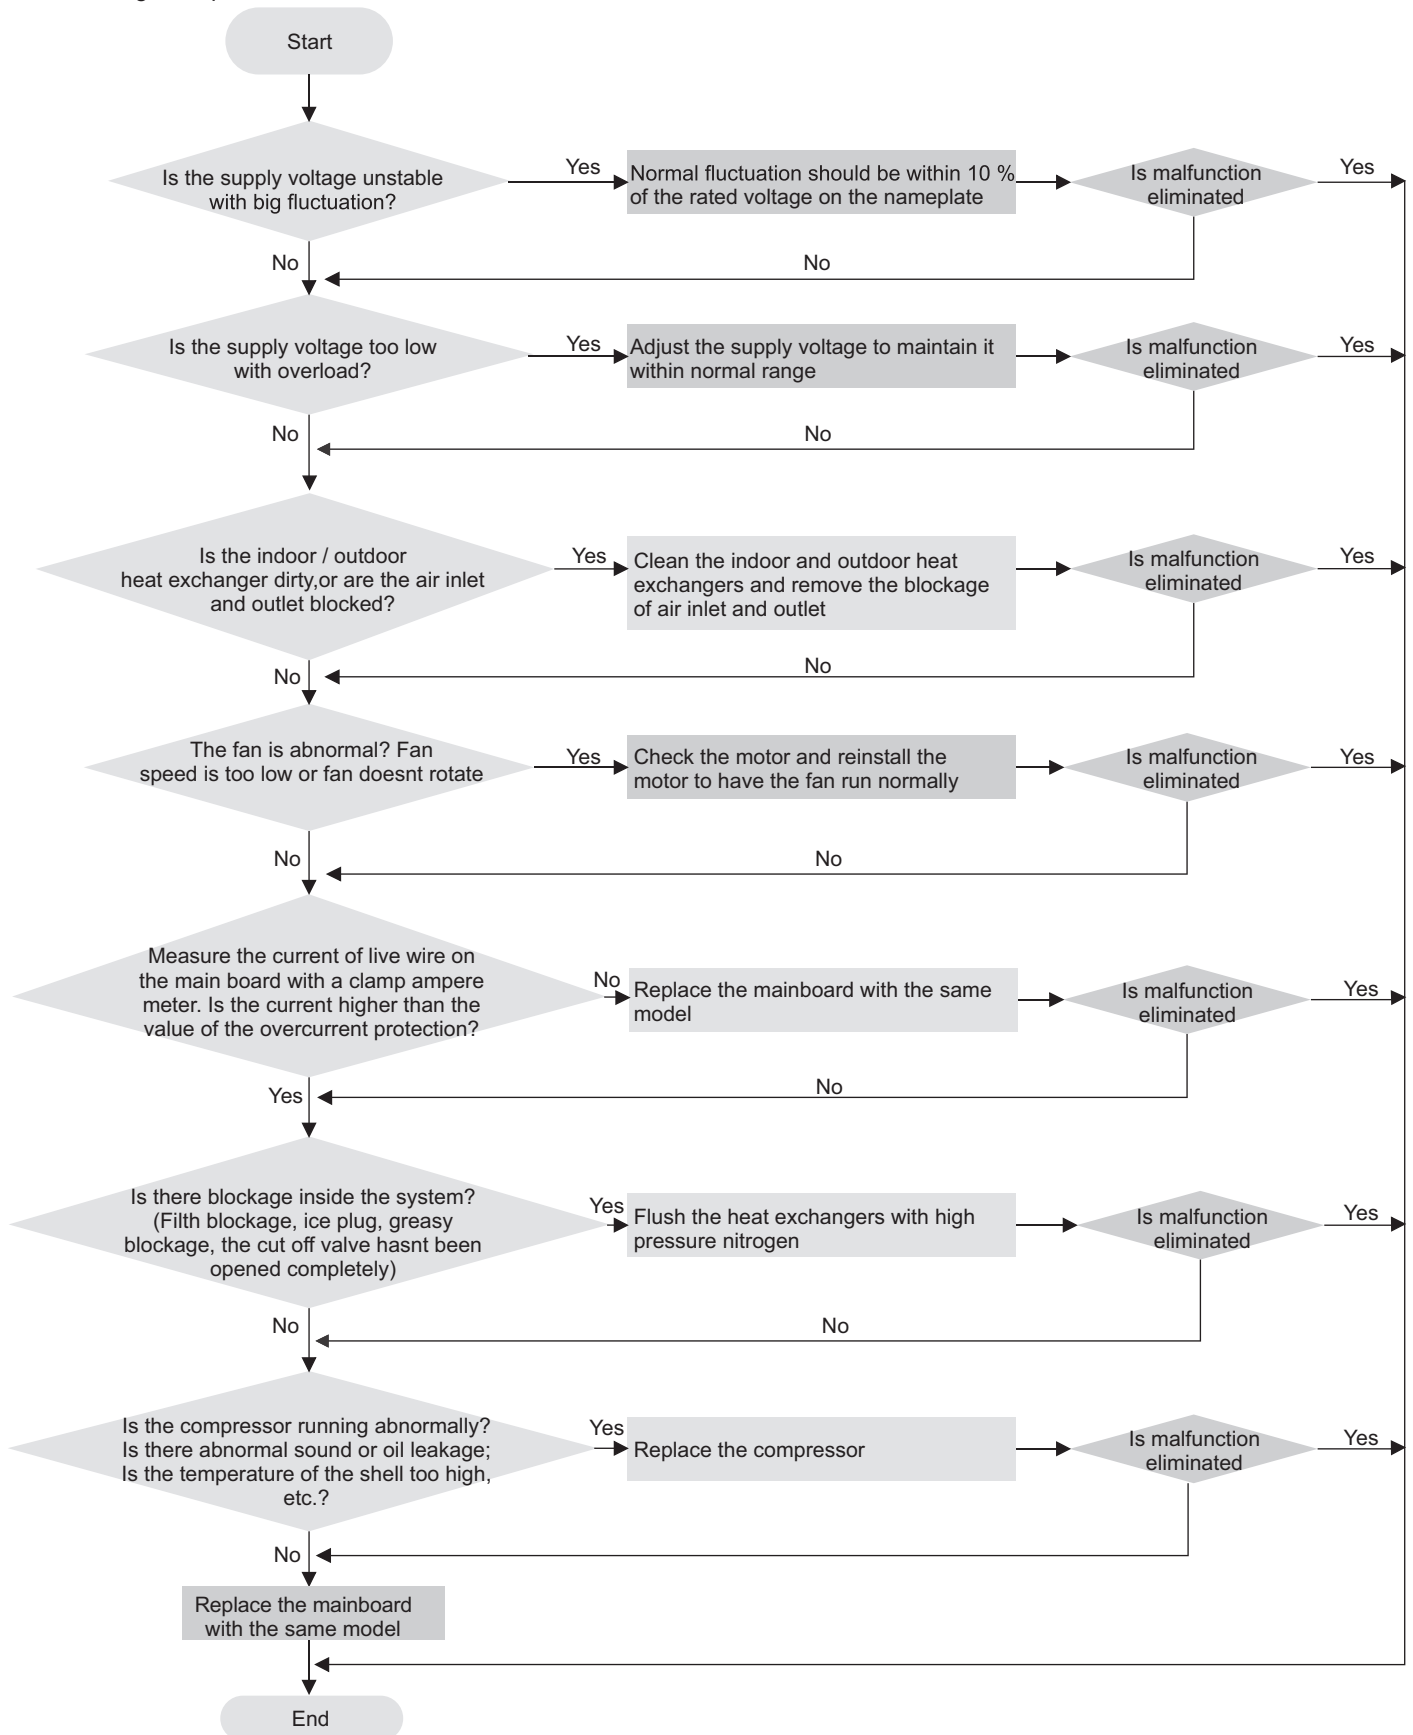 Start
Is the supply voltage unstable
with big fluctuation?
Yes
Normal fluctuation should be within 10 %
of the rated voltage on the nameplate
Is malfunction
eliminated
Yes
No
No
Is the supply voltage too low
with overload?
Yes
Adjust the supply voltage to maintain it
within normal range
Is malfunction
eliminated
Yes
No
No
Is the indoor / outdoor
heat exchanger dirty,or are the air inlet
and outlet blocked?
Yes
Clean the indoor and outdoor heat
exchangers and remove the blockage
of air inlet and outlet
Is malfunction
eliminated
Yes
No
No
The fan is abnormal? Fan
speed is too low or fan doesnt rotate
Yes
Check the motor and reinstall the
motor to have the fan run normally
Is malfunction
eliminated
Yes
No
No
Measure the current of live wire on
the main board with a clamp ampere
meter. Is the current higher than the
value of the overcurrent protection?
No
Replace the mainboard with the same
model
Is malfunction
eliminated
Yes
Yes
No
Is there blockage inside the system?
(Filth blockage, ice plug, greasy
blockage, the cut off valve hasnt been
opened completely)
Yes
Flush the heat exchangers with high
pressure nitrogen
Is malfunction
eliminated
Yes
No
No
Is the compressor running abnormally?
Is there abnormal sound or oil leakage;
Is the temperature of the shell too high,
etc.?
Yes
Replace the compressor
Is malfunction
eliminated
Yes
No
Replace the mainboard
with the same model
End